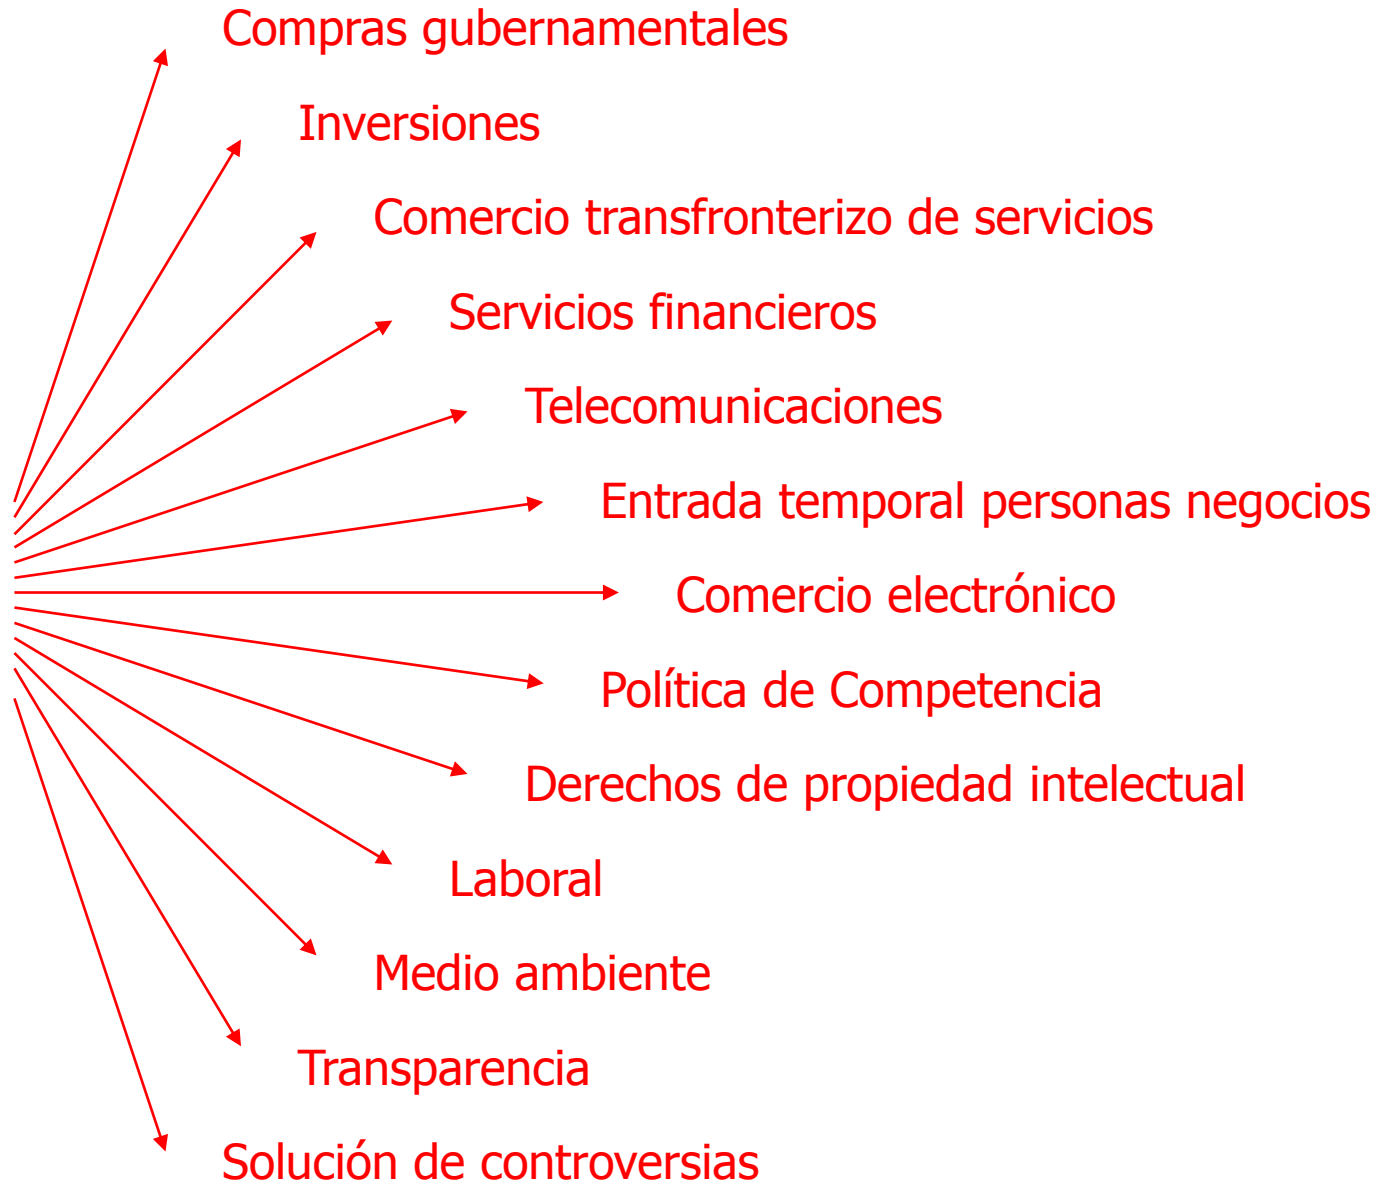 Compras gubernamentales
Inversiones
Comercio transfronterizo de servicios
Servicios financieros
Telecomunicaciones
Entrada temporal personas negocios
Comercio electrónico
Política de Competencia
Derechos de propiedad intelectual
Laboral
Medio ambiente
Transparencia
Solución de controversias